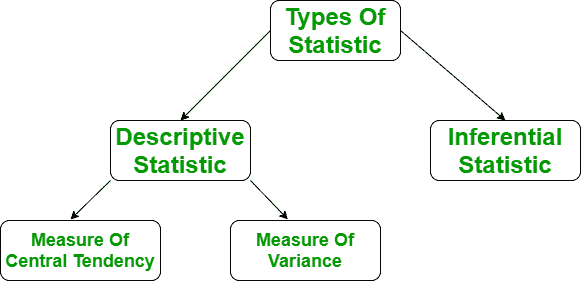 Types Of
Statistic
Descriptive
Statistic
Inferential
Statistic
Measure Of
Central Tendency
Measure Of
Variance